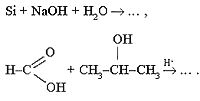 Si + NaOH + H₂O → ... ,
O OH
H–C + CH₃–CH–CH₃ H⁺→ ... .
OH